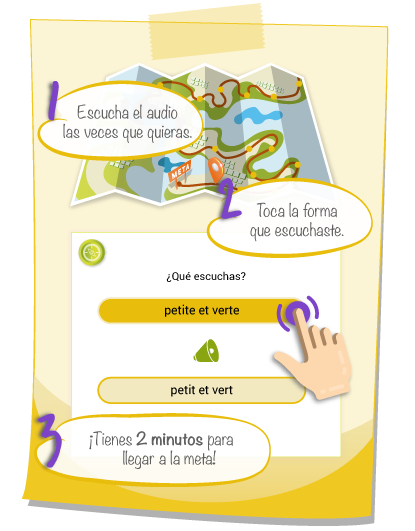 1
Escucha el audio
las veces que quieras.
META
2
Toca la forma
que escuchaste.
¿Qué escuchas?
petite et verte
petit et vert
3
¡Tienes 2 minutos para
llegar a la meta!